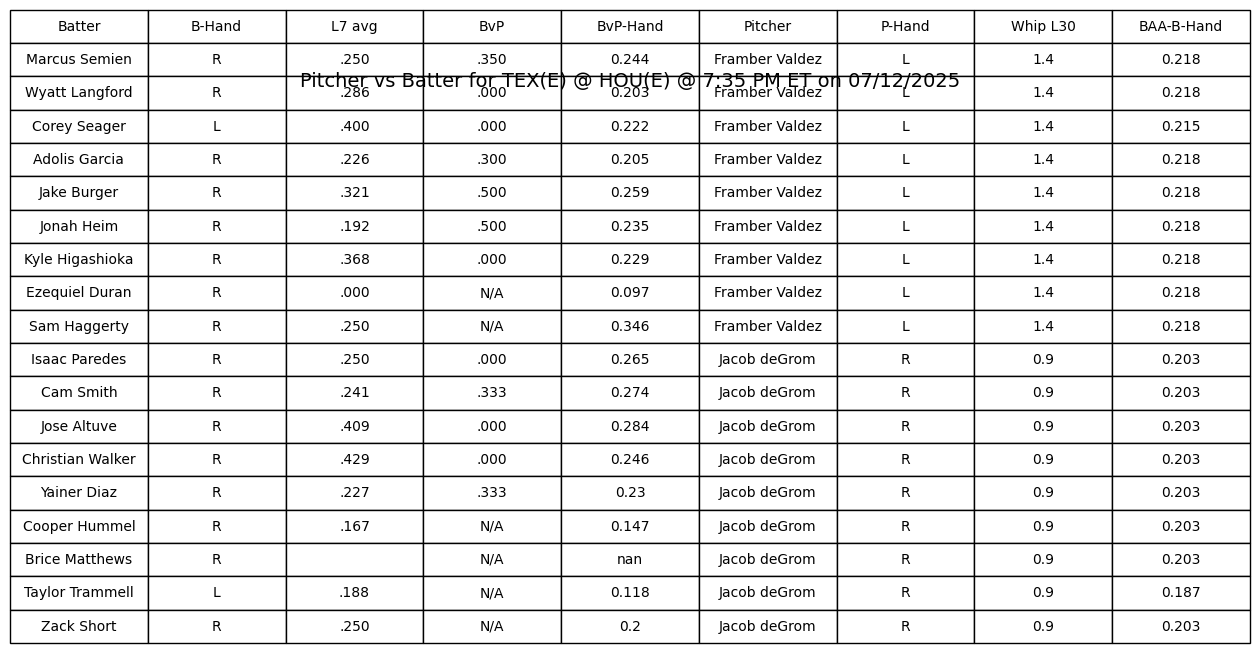 Batter B-Hand L7 avg BvP BvP-Hand Pitcher P-Hand Whip L30 BAA-B-Hand
Marcus Semien R .250 .350 0.244 Framber Valdez L 1.4 0.218
Pitcher vs Batter for TEX(E) @ HOU(E) @ 7:35 PM ET on 07/12/2025
Wyatt Langford R .286 .000 0.203 Framber Valdez L 1.4 0.218
Corey Seager L .400 .000 0.222 Framber Valdez L 1.4 0.215
Adolis Garcia R .226 .300 0.205 Framber Valdez L 1.4 0.218
Jake Burger R .321 .500 0.259 Framber Valdez L 1.4 0.218
Jonah Heim R .192 .500 0.235 Framber Valdez L 1.4 0.218
Kyle Higashioka R .368 .000 0.229 Framber Valdez L 1.4 0.218
Ezequiel Duran R .000 N/A 0.097 Framber Valdez L 1.4 0.218
Sam Haggerty R .250 N/A 0.346 Framber Valdez L 1.4 0.218
Isaac Paredes R .250 .000 0.265 Jacob deGrom R 0.9 0.203
Cam Smith R .241 .333 0.274 Jacob deGrom R 0.9 0.203
Jose Altuve R .409 .000 0.284 Jacob deGrom R 0.9 0.203
Christian Walker R .429 .000 0.246 Jacob deGrom R 0.9 0.203
Yainer Diaz R .227 .333 0.23 Jacob deGrom R 0.9 0.203
Cooper Hummel R .167 N/A 0.147 Jacob deGrom R 0.9 0.203
Brice Matthews R N/A nan Jacob deGrom R 0.9 0.203
Taylor Trammell L .188 N/A 0.118 Jacob deGrom R 0.9 0.187
Zack Short R .250 N/A 0.2 Jacob deGrom R 0.9 0.203